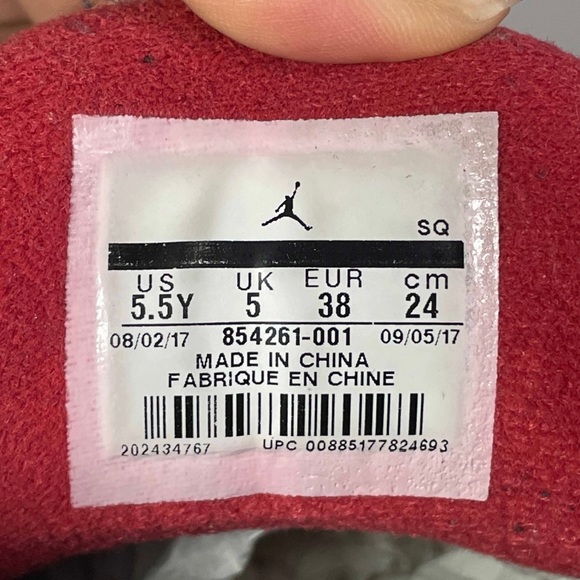 SQ
US UK EUR cm
5.5Y 5 38 24
08/02/17 854261-001 09/05/17
MADE IN CHINA
FABRIQUE EN CHINE
202434767 UPC 00885177824693